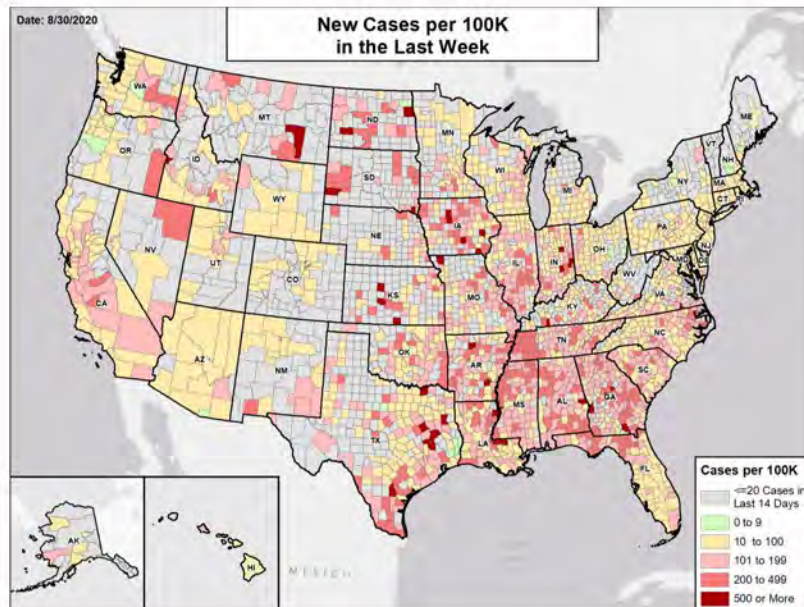 Date: 8/30/2020
New Cases per 100K
in the Last Week
WA
MT
ND
MN
ME
OR
ID
SD
WI
MI
VT
NH
NY
MA
CT
WY
IA
NE
PA
NJ
NV
UT
CO
IL
IN
OH
MD
DE
WV
VA
CA
KS
MO
KY
AZ
NM
OK
AR
TN
NC
SC
MS
AL
GA
TX
LA
FL
AK
HI
MEXICO
Cases per 100K
<=20 Cases in
Last 14 Days
0 to 9
10 to 100
101 to 199
200 to 499
500 or More